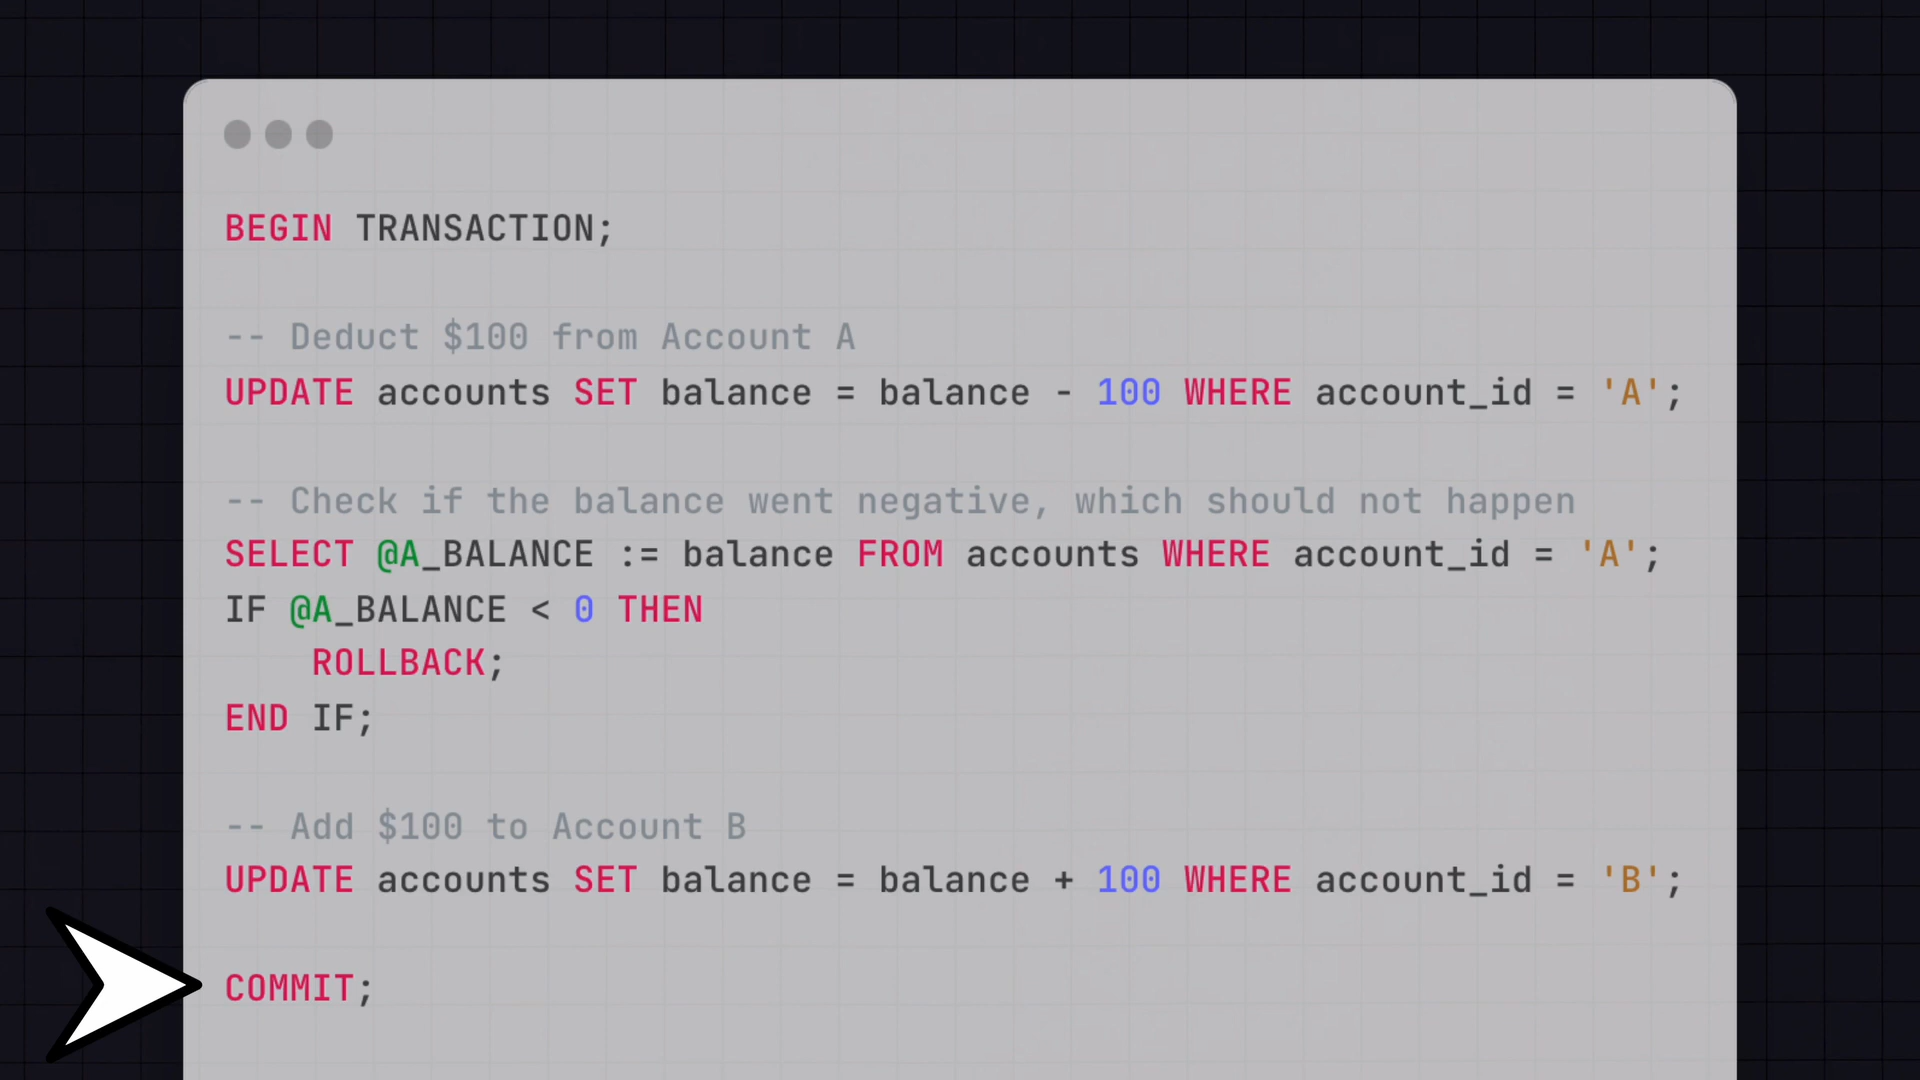 BEGIN TRANSACTION;
-- Deduct $100 from Account A
UPDATE accounts SET balance = balance - 100 WHERE account_id = 'A';
-- Check if the balance went negative, which should not happen
SELECT @A_BALANCE := balance FROM accounts WHERE account_id = 'A';
IF @A_BALANCE < 0 THEN
ROLLBACK;
END IF;
-- Add $100 to Account B
UPDATE accounts SET balance = balance + 100 WHERE account_id = 'B';
COMMIT;